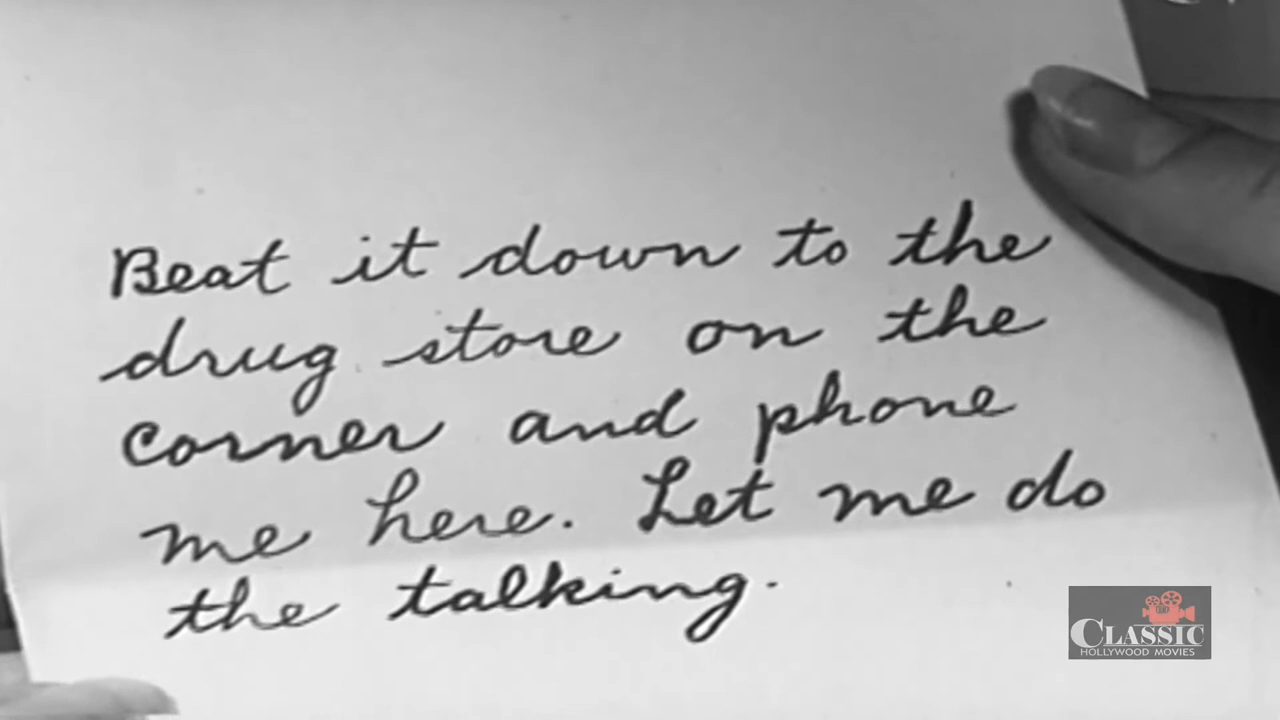 Beat it down to the
drug store on the
corner and phone
me here. Let me do
the talking.
CLASSIC
HOLLYWOOD MOVIES